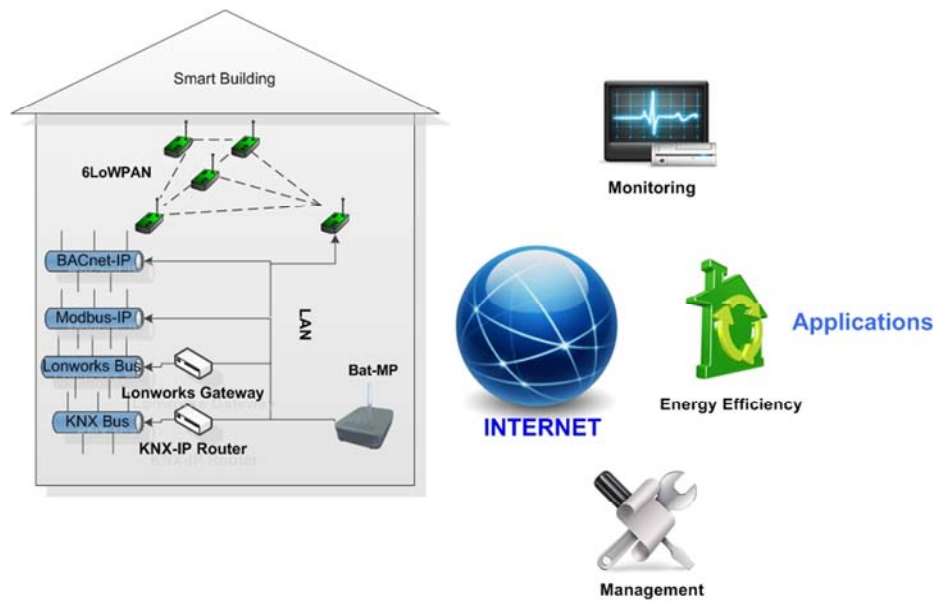 Smart Building
6LoWPAN
BACnet-IP
Modbus-IP
Lonworks Bus
KNX Bus
LAN
Lonworks Gateway
KNX-IP Router
Bat-MP
Monitoring
INTERNET
Energy Efficiency
Applications
Management